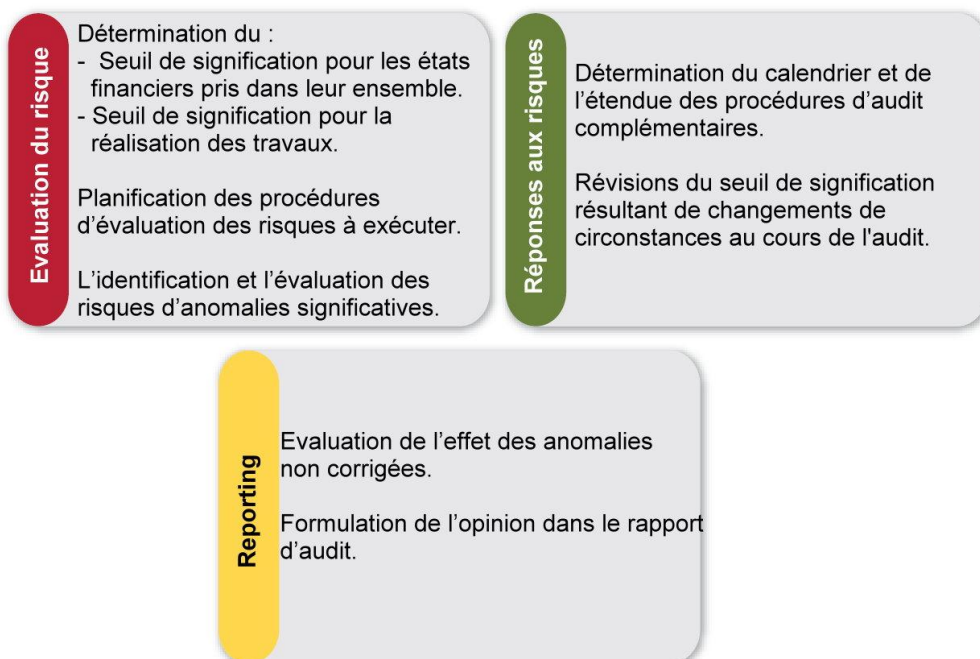 Evaluation du risque
Détermination du :
- Seuil de signification pour les états
financiers pris dans leur ensemble.
- Seuil de signification pour la
réalisation des travaux.
Planification des procédures
d’évaluation des risques à exécuter.
L’identification et l’évaluation des
risques d’anomalies significatives.
Réponses aux risques
Détermination du calendrier et de
l’étendue des procédures d’audit
complémentaires.
Révisions du seuil de signification
résultant de changements de
circonstances au cours de l'audit.
Reporting
Evaluation de l’effet des anomalies
non corrigées.
Formulation de l’opinion dans le rapport
d’audit.